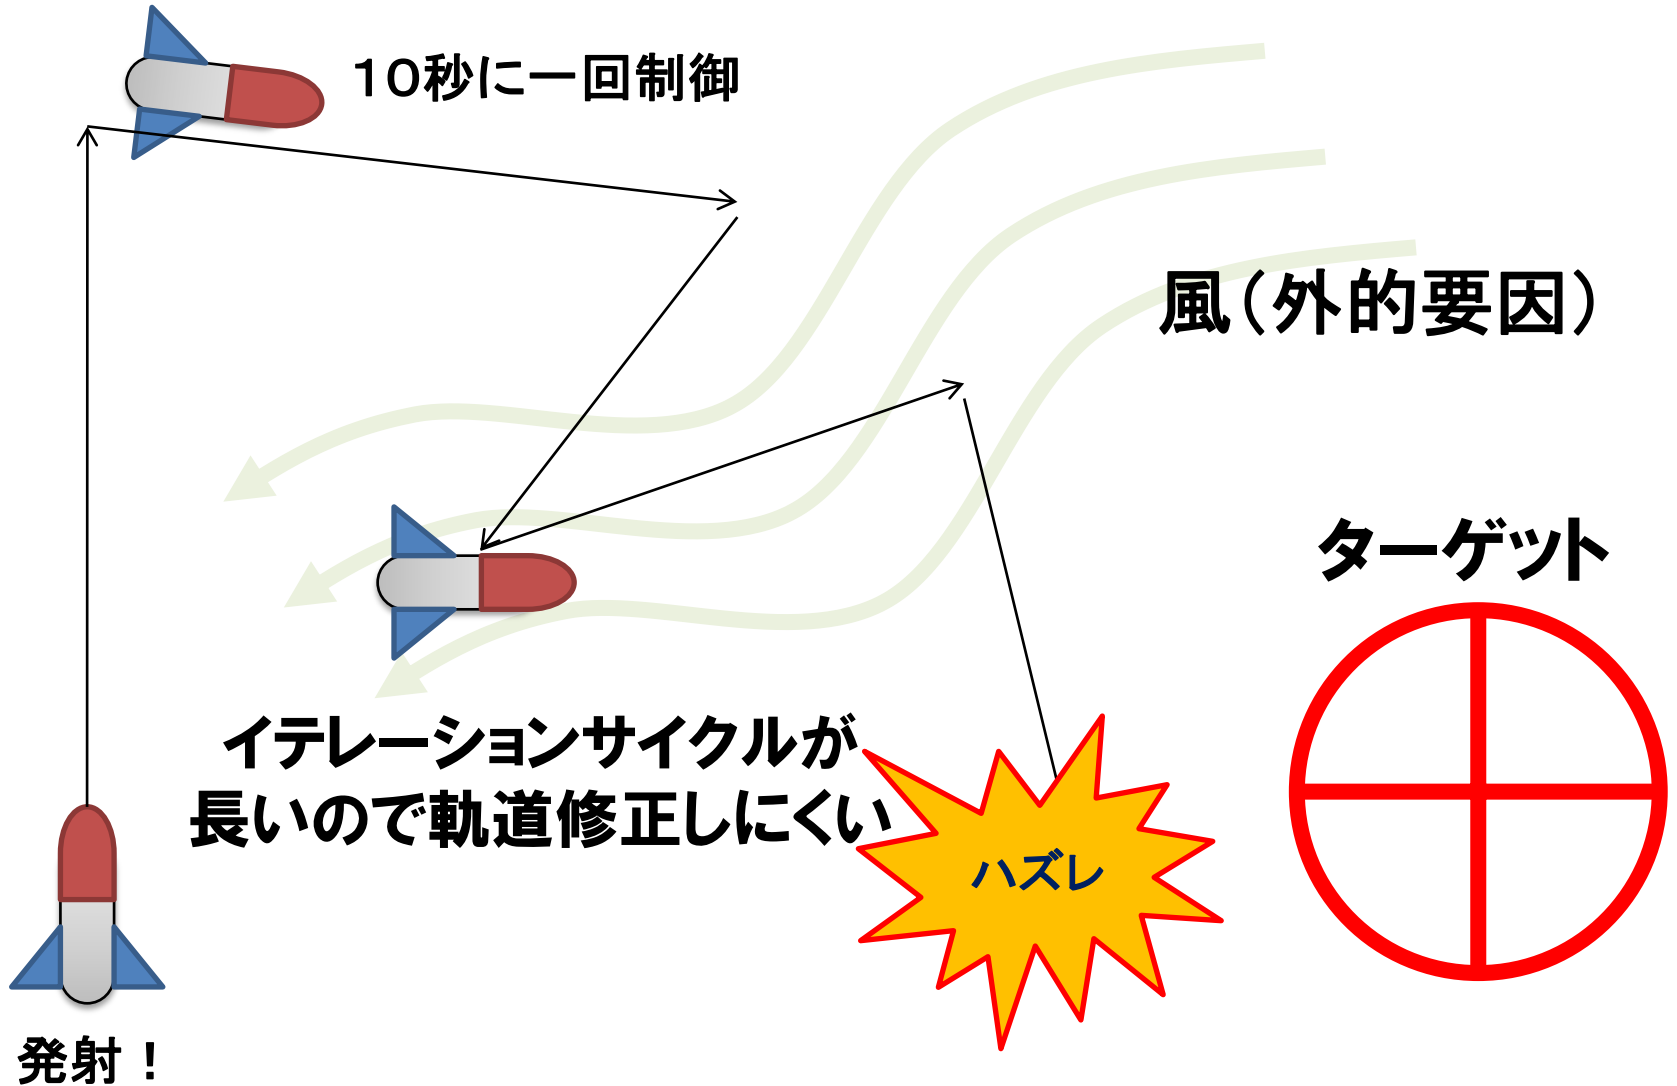 10秒に一回制御
風(外的要因)
ターゲット
イテレーションサイクルが
長いので軌道修正しにくい
ハズレ
発射!